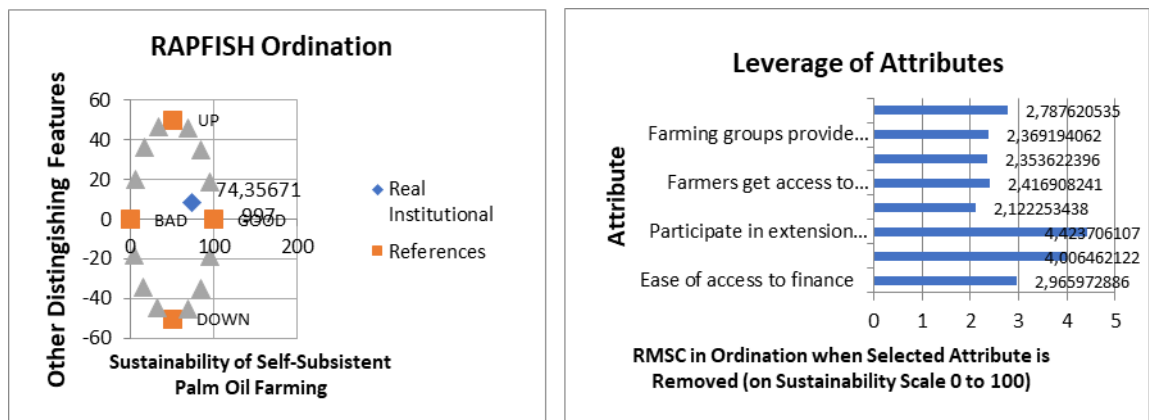 RAPFISH Ordination
Other Distingishing Features
60
40
20
0
-20
-40
-60
UP
74,35671
997
BAD
GOOD
0
100
200
DOWN
Real
Institutional
References
Sustainability of Self-Subsistent
Palm Oil Farming
Leverage of Attributes
Attribute
2,787620535
Farming groups provide...
2,369194062
2,353622396
Farmers get access to...
2,416908241
2,122253438
Participate in extension...
4,423706107
4,006462122
Ease of access to finance
2,965972886
0 1 2 3 4 5
RMSC in Ordination when Selected Attribute is
Removed (on Sustainability Scale 0 to 100)